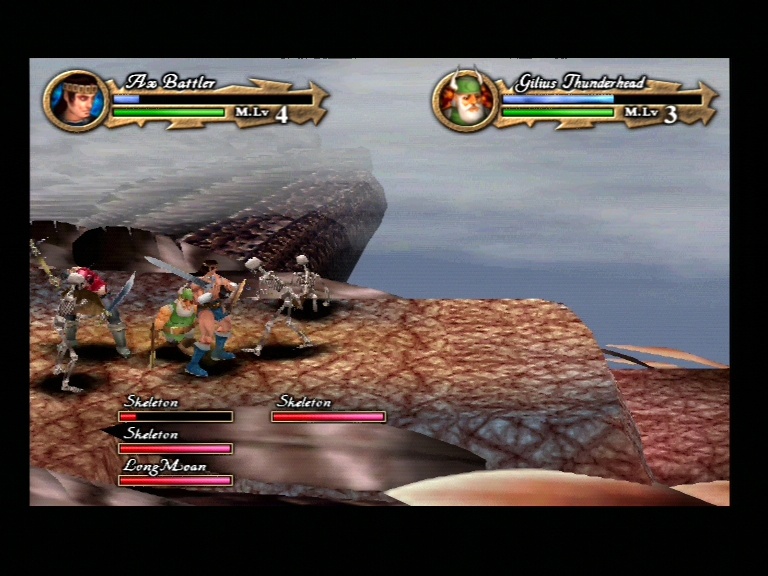 Ax Battler
M.Lv 4
Gilius Thunderhead
M.Lv 3
Skeleton
Skeleton
Skeleton
LongMoan